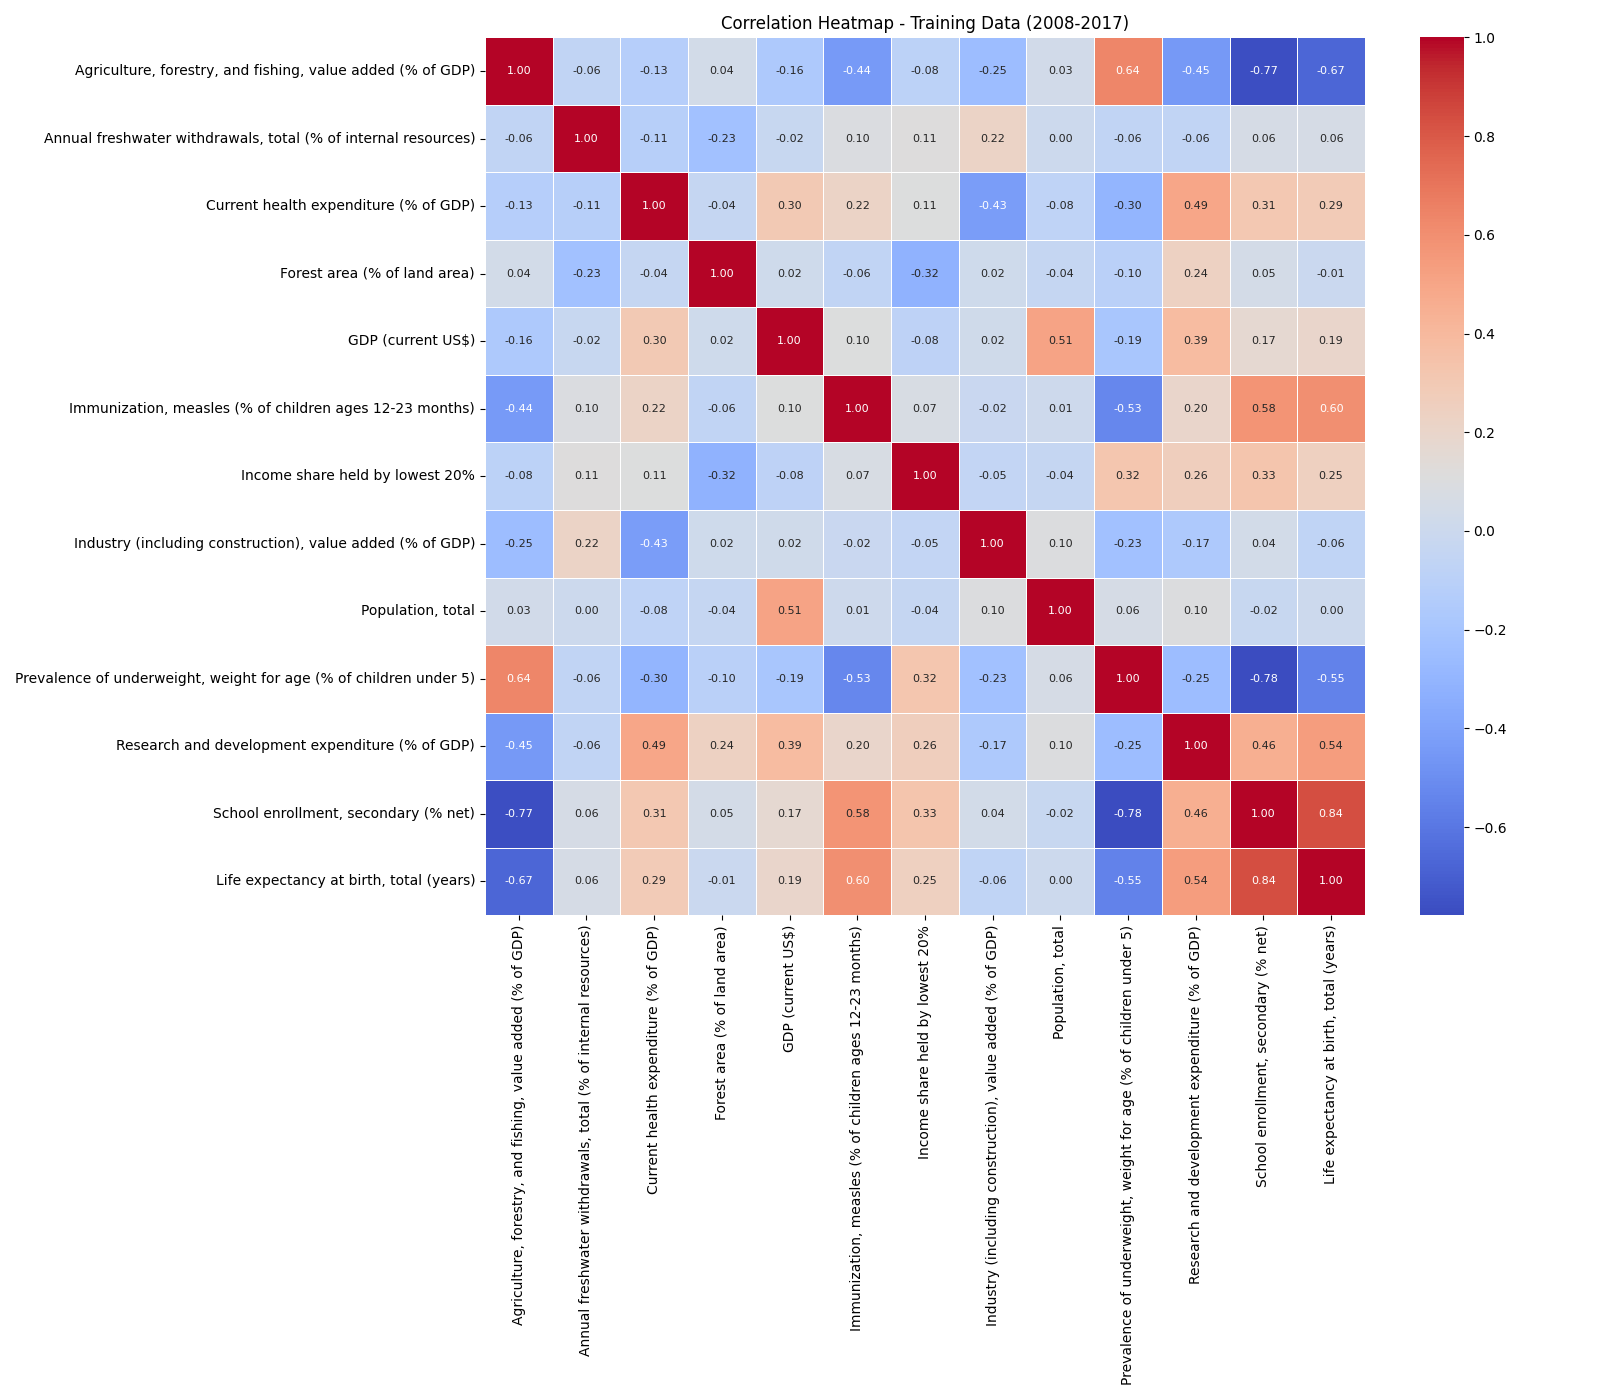 Correlation Heatmap - Training Data (2008-2017)
Agriculture, forestry, and fishing, value added (% of GDP) 1.00 -0.06 -0.13 0.04 -0.16 -0.44 -0.08 -0.25 0.03 0.64 -0.45 -0.77 -0.67
Annual freshwater withdrawals, total (% of internal resources) -0.06 1.00 -0.11 -0.23 -0.02 0.10 0.11 0.22 0.00 -0.06 -0.06 0.06 0.06
Current health expenditure (% of GDP) -0.13 -0.11 1.00 -0.04 0.30 0.22 0.11 -0.43 -0.08 -0.30 0.49 0.31 0.29
Forest area (% of land area) 0.04 -0.23 -0.04 1.00 0.02 -0.06 -0.32 0.02 -0.04 -0.10 0.24 0.05 -0.01
GDP (current US$) -0.16 -0.02 0.30 0.02 1.00 0.10 -0.08 0.02 0.51 -0.19 0.39 0.17 0.19
Immunization, measles (% of children ages 12-23 months) -0.44 0.10 0.22 -0.06 0.10 1.00 0.07 -0.02 0.01 -0.53 0.20 0.58 0.60
Income share held by lowest 20% -0.08 0.11 0.11 -0.32 -0.08 0.07 1.00 -0.05 -0.04 0.32 0.26 0.33 0.25
Industry (including construction), value added (% of GDP) -0.25 0.22 -0.43 0.02 0.02 -0.02 -0.05 1.00 0.10 -0.23 -0.17 0.04 -0.06
Population, total 0.03 0.00 -0.08 -0.04 0.51 0.01 -0.04 0.10 1.00 0.06 0.10 -0.02 0.00
Prevalence of underweight, weight for age (% of children under 5) 0.64 -0.06 -0.30 -0.10 -0.19 -0.53 0.32 -0.23 0.06 1.00 -0.25 -0.78 -0.55
Research and development expenditure (% of GDP) -0.45 -0.06 0.49 0.24 0.39 0.20 0.26 -0.17 0.10 -0.25 1.00 0.46 0.54
School enrollment, secondary (% net) -0.77 0.06 0.31 0.05 0.17 0.58 0.33 0.04 -0.02 -0.78 0.46 1.00 0.84
Life expectancy at birth, total (years) -0.67 0.06 0.29 -0.01 0.19 0.60 0.25 -0.06 0.00 -0.55 0.54 0.84 1.00
Agriculture, forestry, and fishing, value added (% of GDP)
Annual freshwater withdrawals, total (% of internal resources)
Current health expenditure (% of GDP)
Forest area (% of land area)
GDP (current US$)
Immunization, measles (% of children ages 12-23 months)
Income share held by lowest 20%
Industry (including construction), value added (% of GDP)
Population, total
Prevalence of underweight, weight for age (% of children under 5)
Research and development expenditure (% of GDP)
School enrollment, secondary (% net)
Life expectancy at birth, total (years)
1.0
0.8
0.6
0.4
0.2
0.0
−0.2
−0.4
−0.6